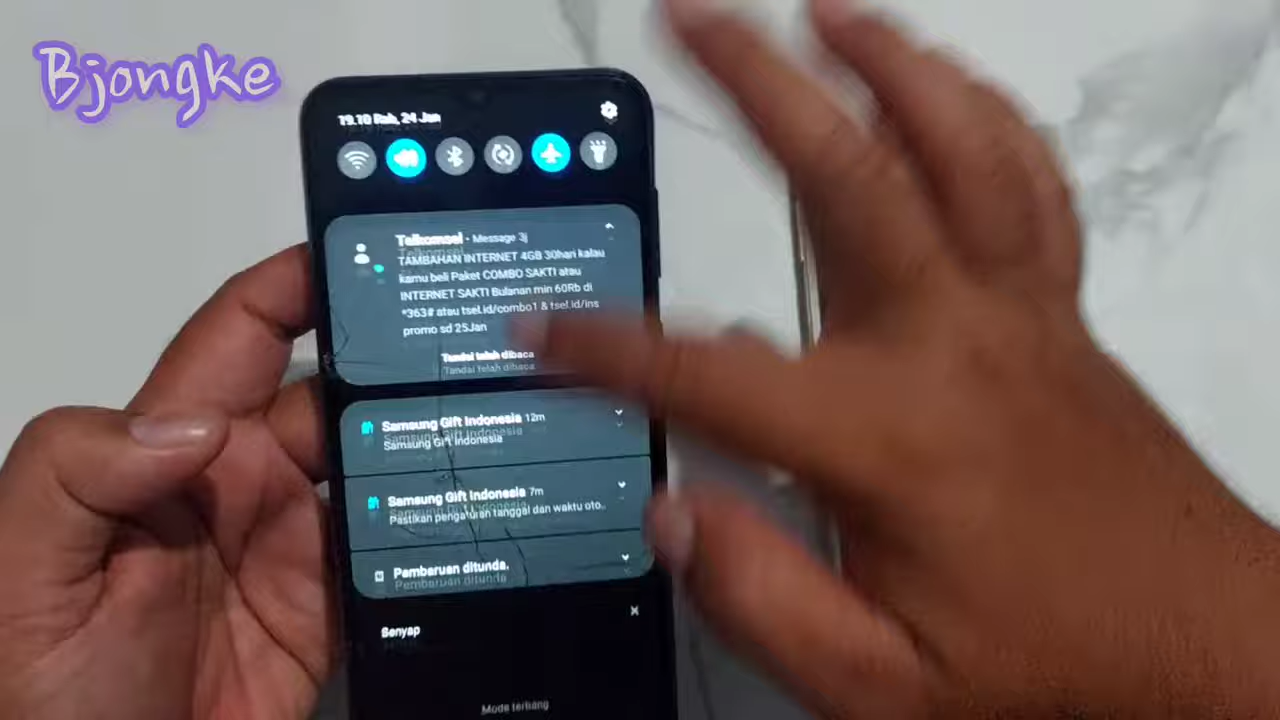 Bjongke
19.10 Rab, 24 Jan
Telkomsel • Message 3j
TAMBAHAN INTERNET 4GB 30hari kalau
kamu beli Paket COMBO SAKTI atau
INTERNET SAKTI Bulanan min 60Rb di
*363# atau tsel.id/combo1 & tsel.id/ins
promo sd 25Jan
Tandai telah dibaca
Samsung Gift Indonesia 12m
Samsung Gift Indonesia
Samsung Gift Indonesia 7m
Pastikan pengaturan tanggal dan waktu oto..
Pembaruan ditunda.
Senyap
Mode terbang